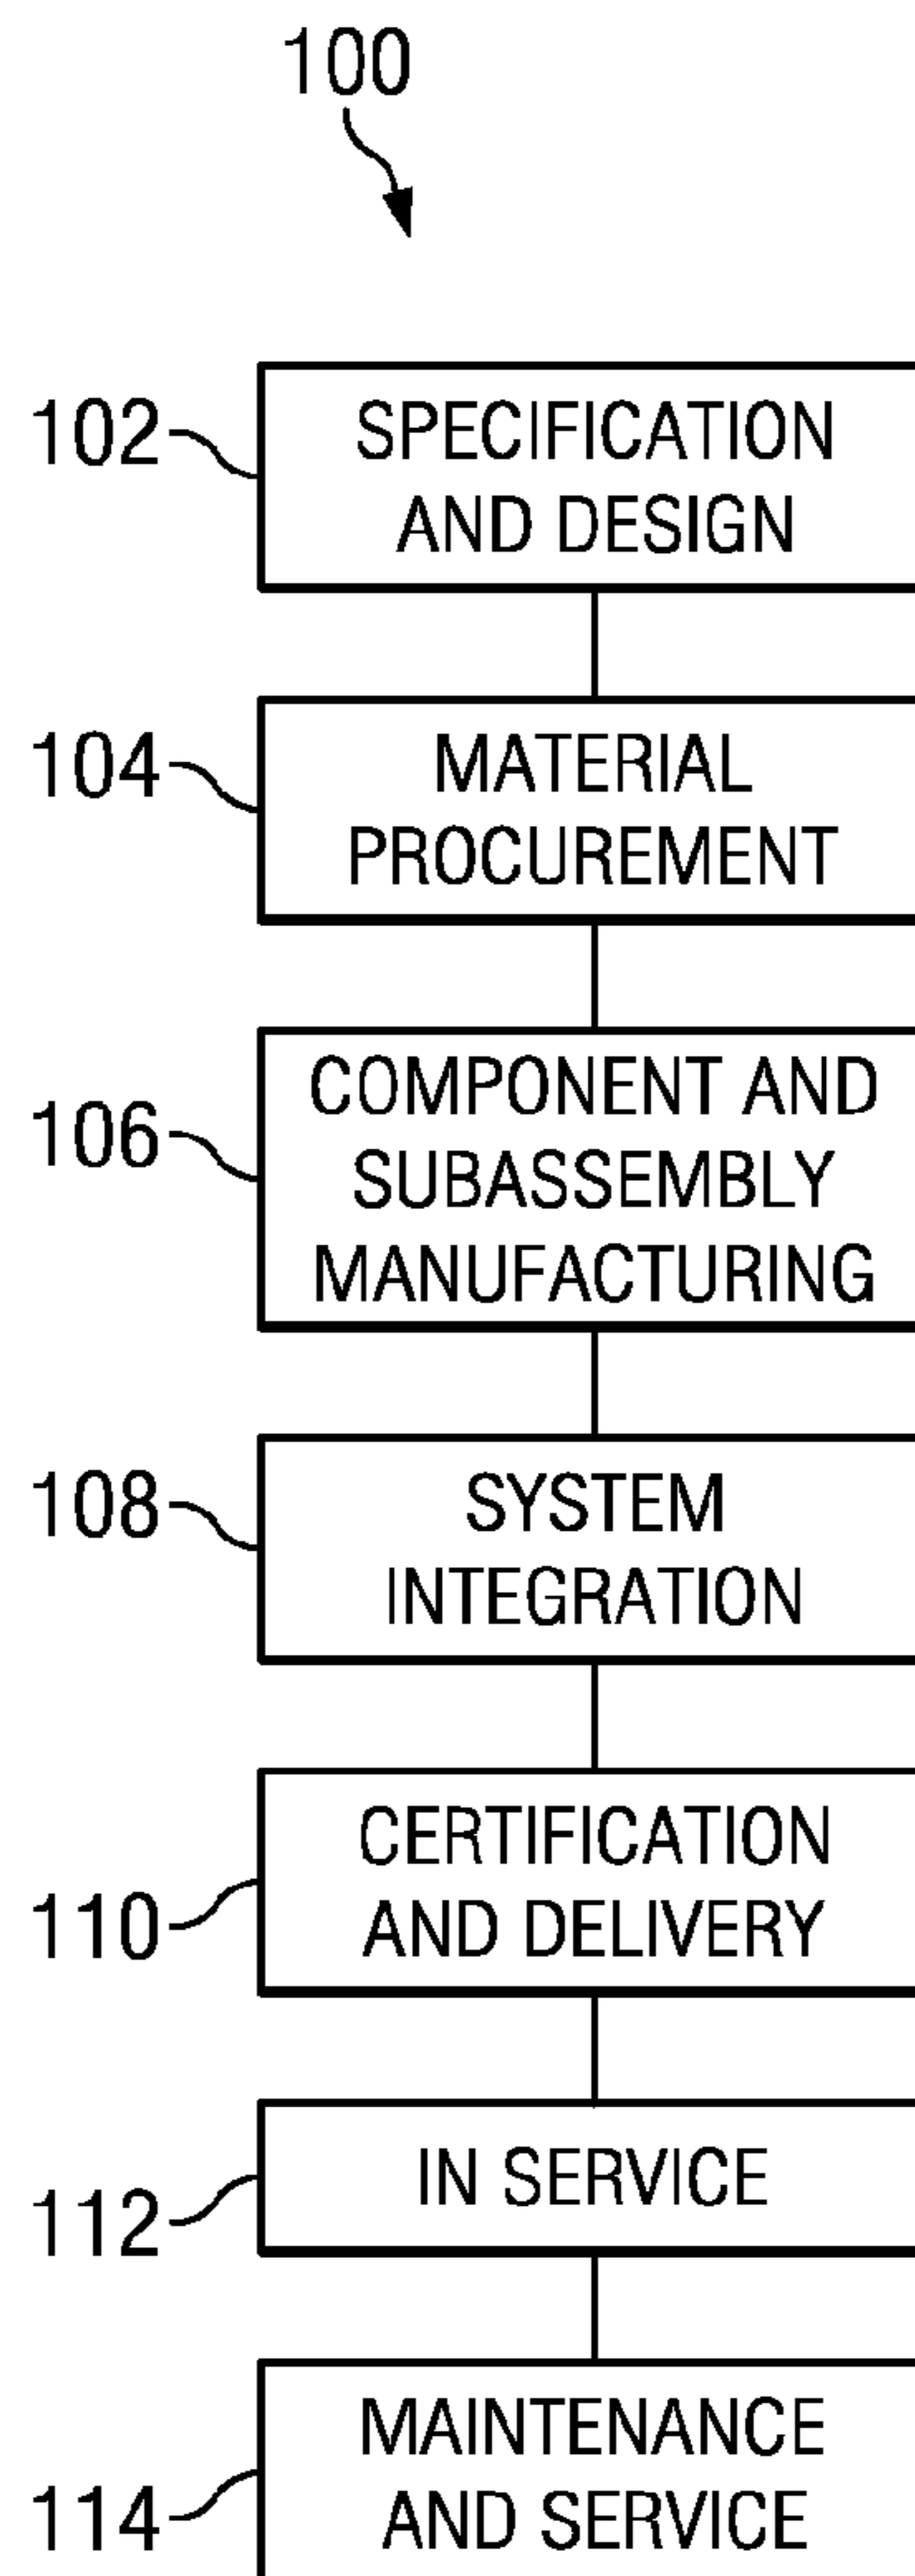 100
102
SPECIFICATION
AND DESIGN
104
MATERIAL
PROCUREMENT
106
COMPONENT AND
SUBASSEMBLY
MANUFACTURING
108
SYSTEM
INTEGRATION
110
CERTIFICATION
AND DELIVERY
112
IN SERVICE
114
MAINTENANCE
AND SERVICE